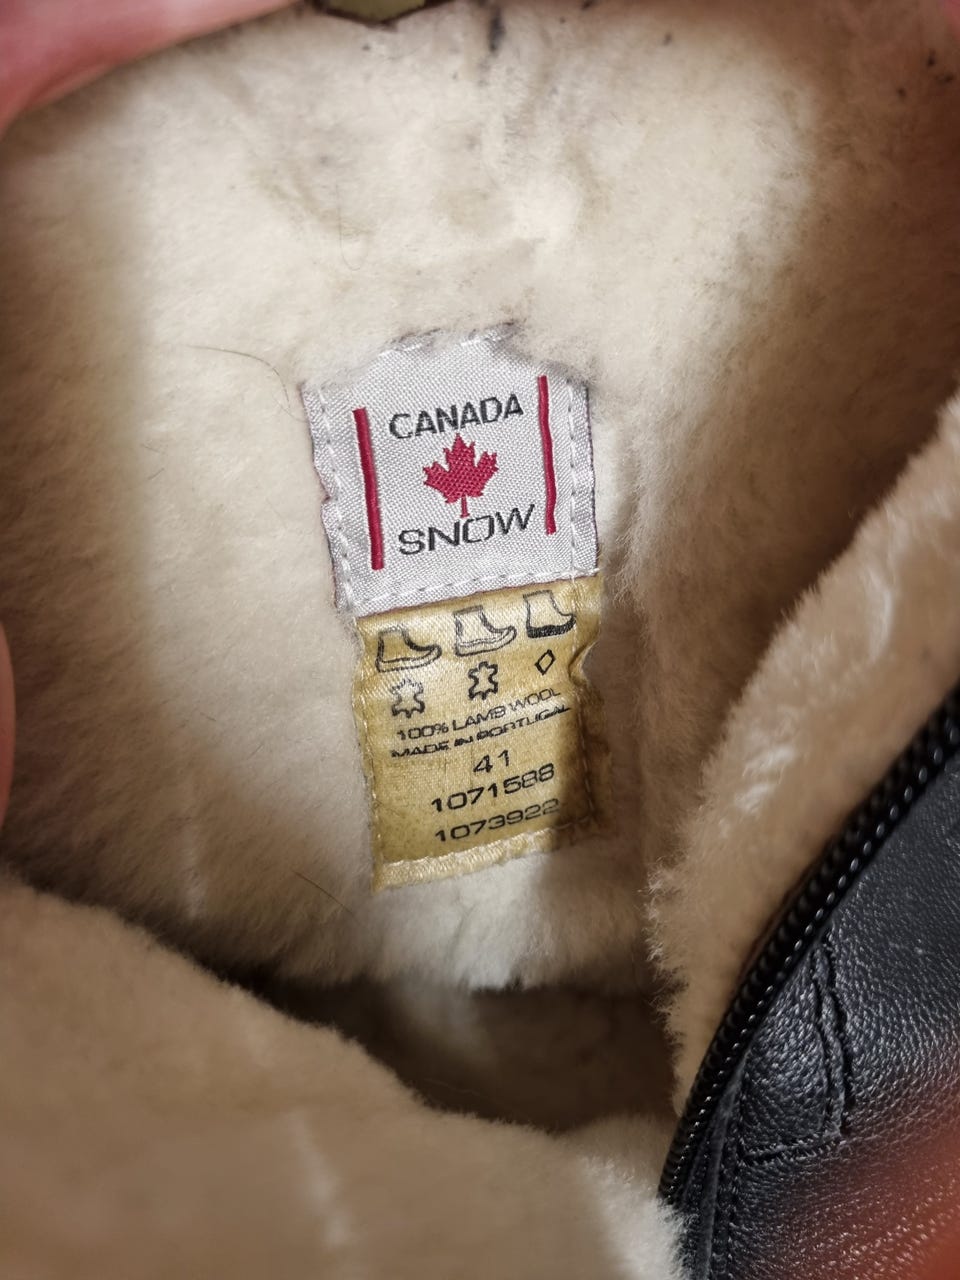 CANADA
SNOW
100% LAMB WOOL
MADE IN PORTUGAL
41
1071588
1073922